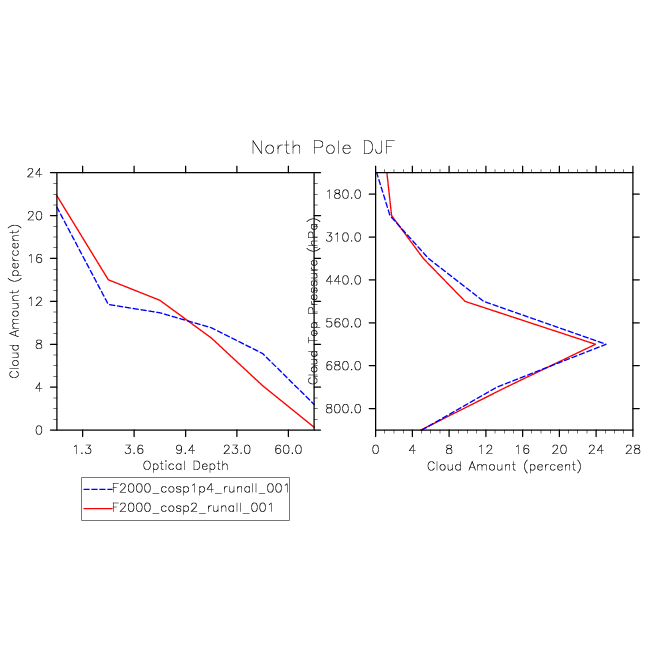 North Pole DJF
Cloud Amount (percent)
24
20
16
12
8
4
0
1.3 3.6 9.4 23.0 60.0
Optical Depth
Cloud Top Pressure (hPa)
180.0
310.0
440.0
560.0
680.0
800.0
0 4 8 12 16 20 24 28
Cloud Amount (percent)
F2000_cosp1p4_runall_001
F2000_cosp2_runall_001